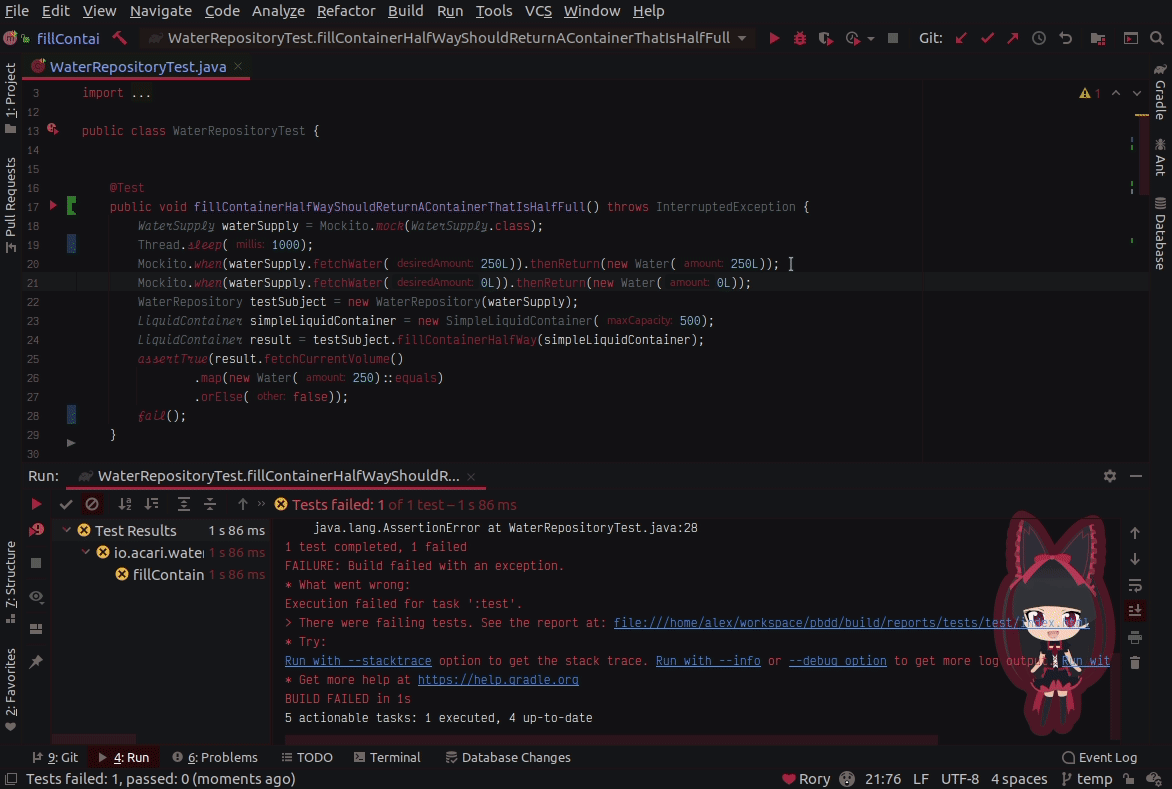 File Edit View Navigate Code Analyze Refactor Build Run Tools VCS Window Help
fillContai WaterRepositoryTest.fillContainerHalfWayShouldReturnAContainerThatIsHalfFull Git:
WaterRepositoryTest.java
1: Project
Pull Requests
7: Structure
2: Favorites
Gradle
Ant
Database
3 import ...
1
12
13 public class WaterRepositoryTest {
14
15
16 @Test
17 public void fillContainerHalfWayShouldReturnAContainerThatIsHalfFull() throws InterruptedException {
18 WaterSupply waterSupply = Mockito.mock(WaterSupply.class);
19 Thread.sleep( millis: 1000);
20 Mockito.when(waterSupply.fetchWater( desiredAmount: 250L)).thenReturn(new Water( amount: 250L));
21 Mockito.when(waterSupply.fetchWater( desiredAmount: 0L)).thenReturn(new Water( amount: 0L));
22 WaterRepository testSubject = new WaterRepository(waterSupply);
23 LiquidContainer simpleLiquidContainer = new SimpleLiquidContainer( maxCapacity: 500);
24 LiquidContainer result = testSubject.fillContainerHalfWay(simpleLiquidContainer);
25 assertTrue(result.fetchCurrentVolume()
26 .map(new Water( amount: 250)::equals)
27 .orElse( other: false));
28 fail();
29 }
30
Run: WaterRepositoryTest.fillContainerHalfWayShouldR...
Tests failed: 1 of 1 test – 1 s 86 ms
Test Results 1 s 86 ms
io.acari.water 1 s 86 ms
fillContain 1 s 86 ms
java.lang.AssertionError at WaterRepositoryTest.java:28
1 test completed, 1 failed
FAILURE: Build failed with an exception.
* What went wrong:
Execution failed for task ':test'.
> There were failing tests. See the report at: file:///home/alex/workspace/pbdd/build/reports/tests/test/index.html
* Try:
Run with --stacktrace option to get the stack trace. Run with --info or --debug option to get more log output. Run wit
* Get more help at https://help.gradle.org
BUILD FAILED in 1s
5 actionable tasks: 1 executed, 4 up-to-date
9: Git 4: Run 6: Problems TODO Terminal Database Changes Event Log
Tests failed: 1, passed: 0 (moments ago) Rory 21:76 LF UTF-8 4 spaces temp